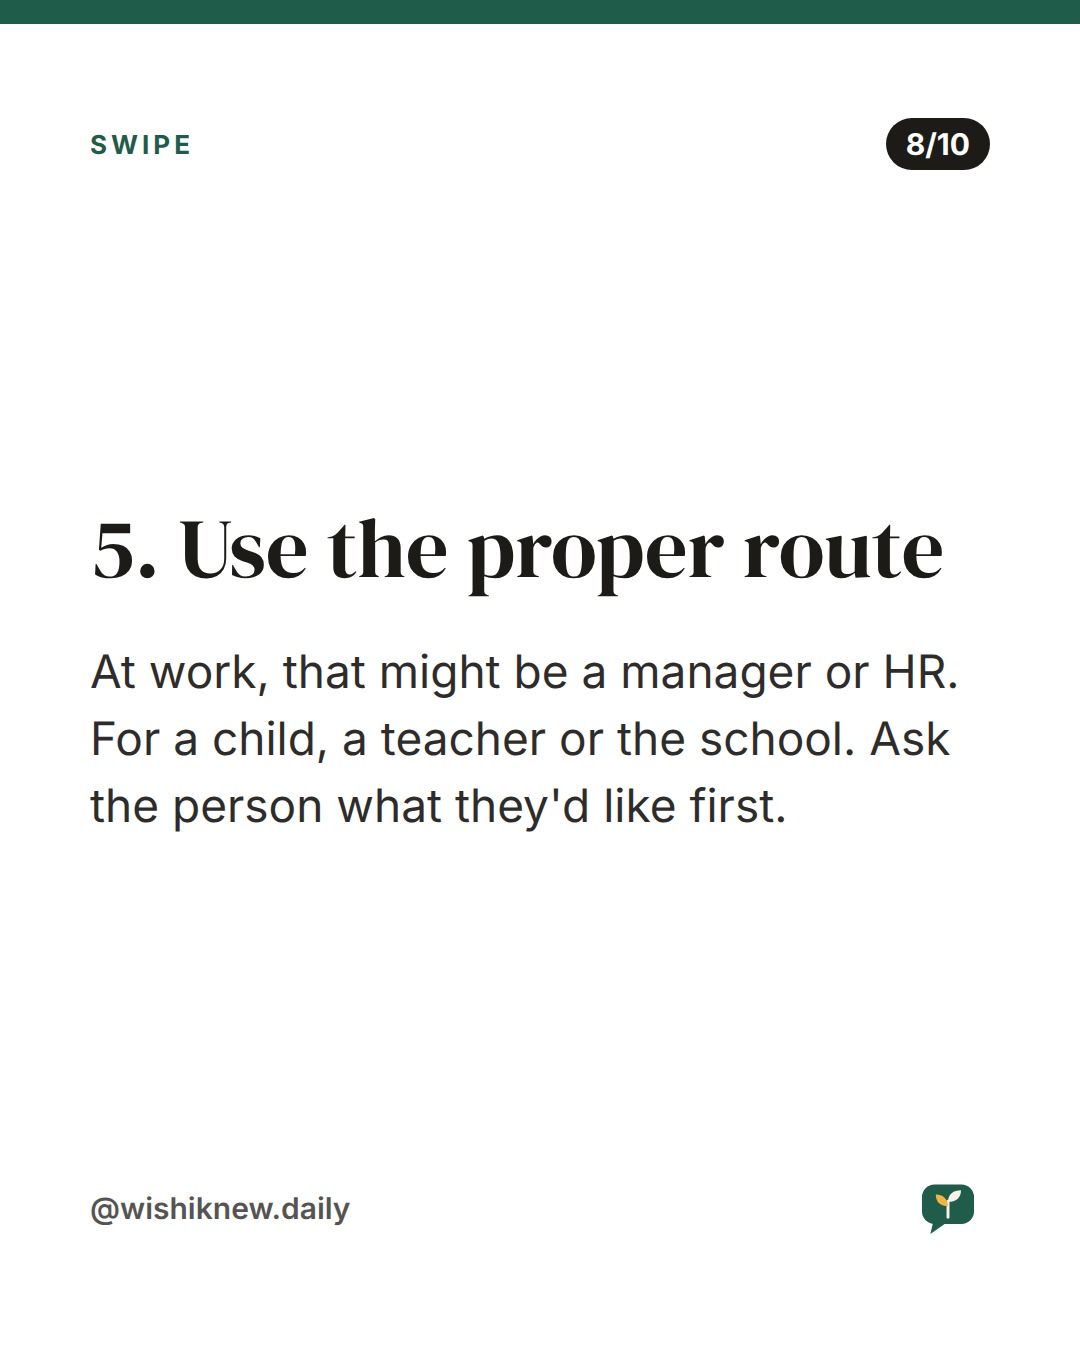 SWIPE
8/10
5. Use the proper route
At work, that might be a manager or HR.
For a child, a teacher or the school. Ask
the person what they'd like first.
@wishiknew.daily